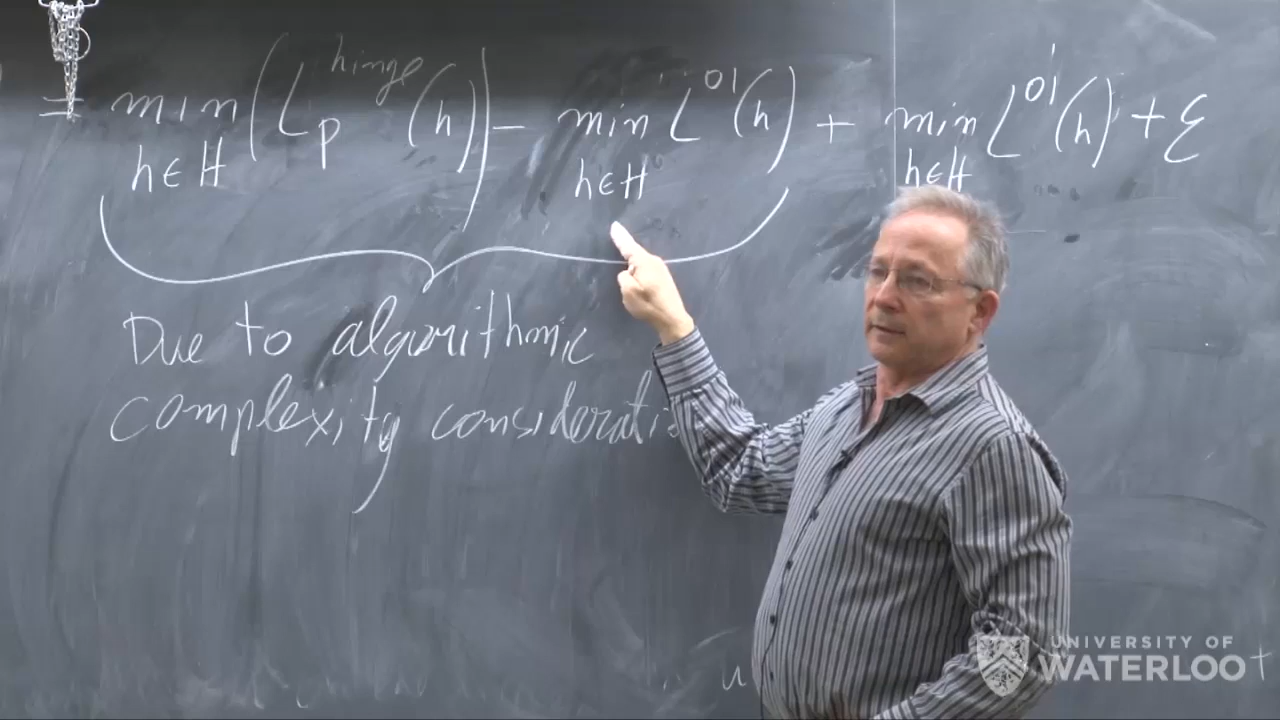 = min h∈H (L_P^hinge(h)) - min h∈H L^01(h)) + min h∈H L^01(h) + ε
Due to algorithmic
complexity considerati
UNIVERSITY OF
WATERLOO